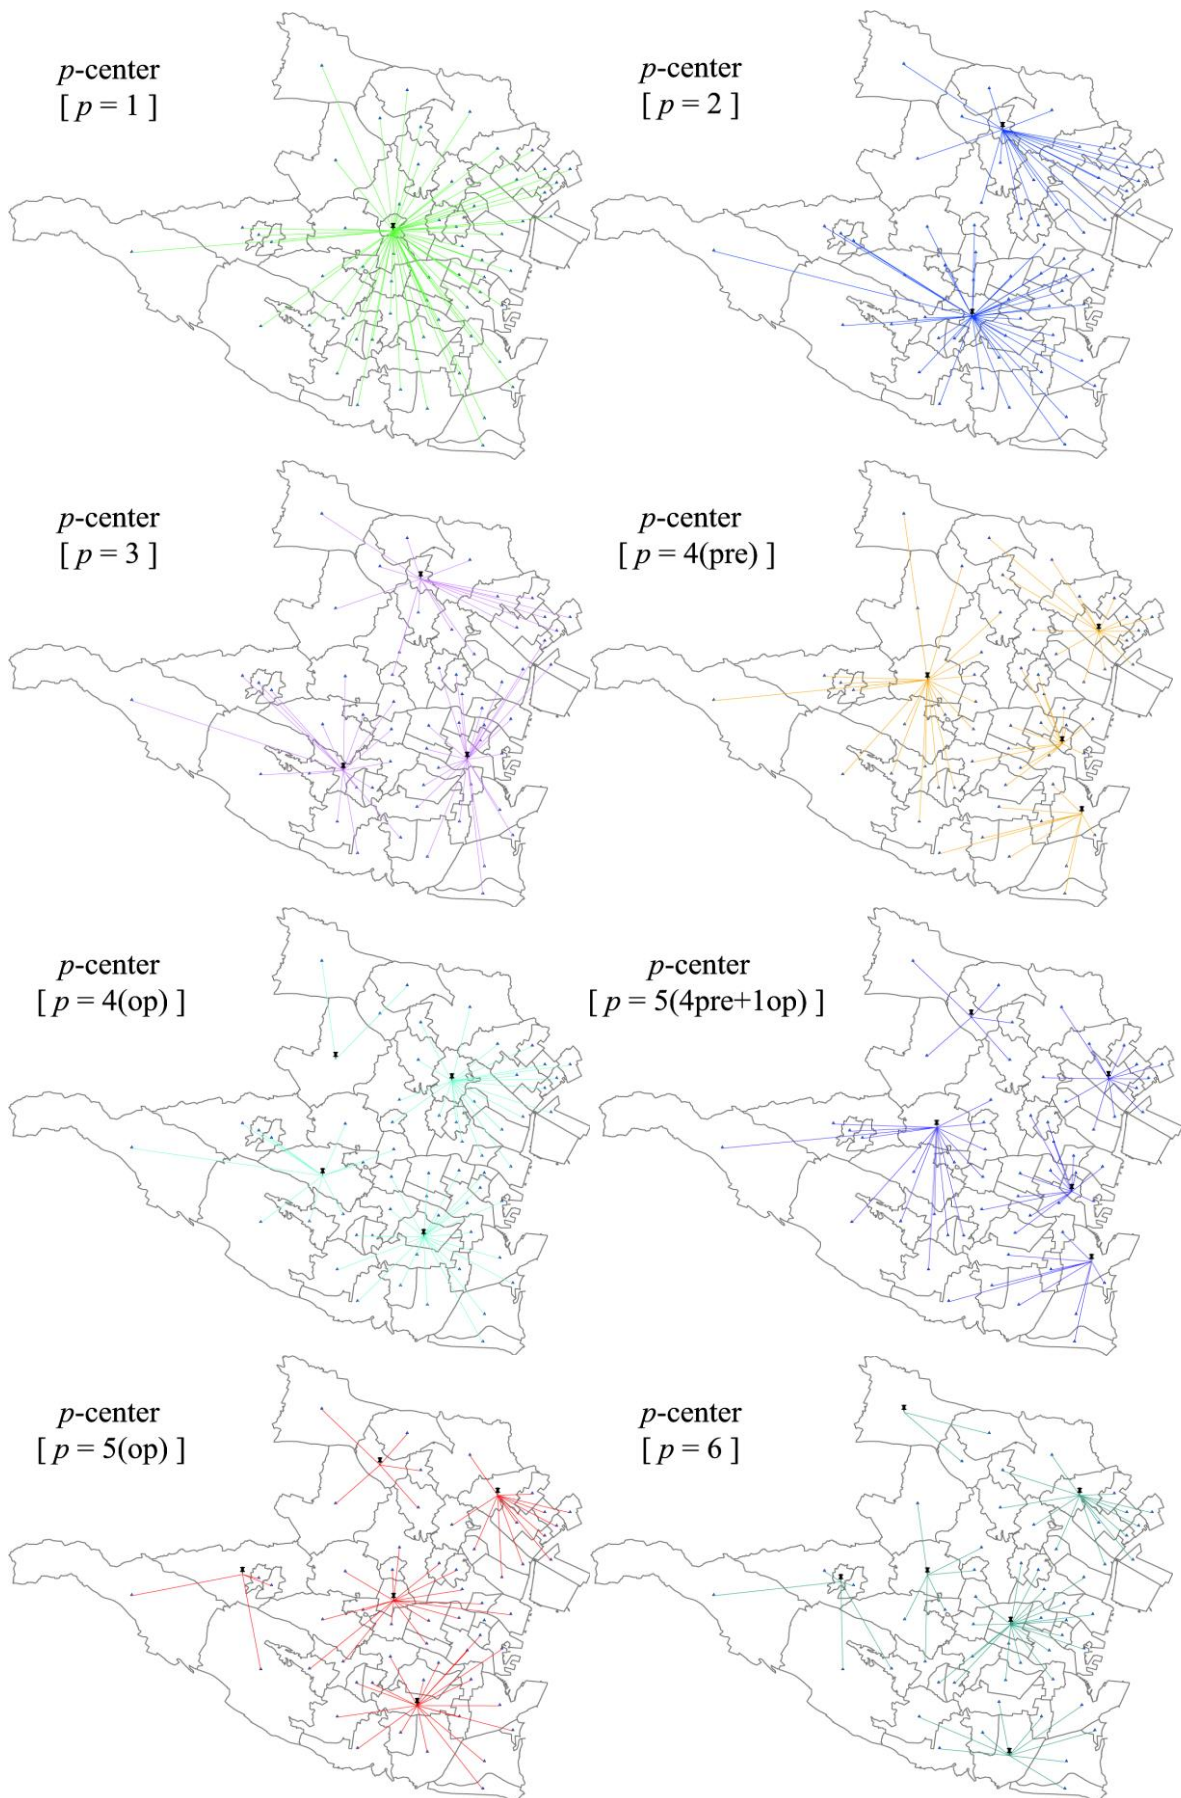 p-center
[ p = 1 ]
p-center
[ p = 2 ]
p-center
[ p = 3 ]
p-center
[ p = 4(pre) ]
p-center
[ p = 4(op) ]
p-center
[ p = 5(4pre+1op) ]
p-center
[ p = 5(op) ]
p-center
[ p = 6 ]